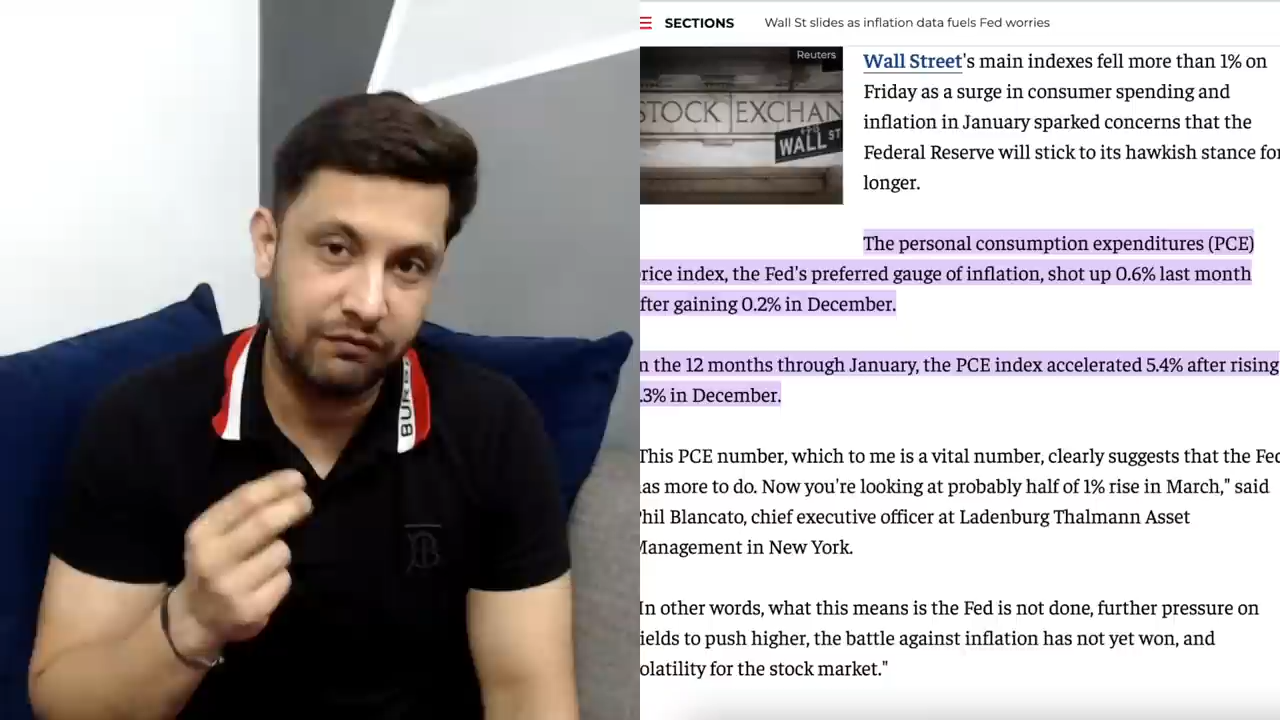 SECTIONS Wall St slides as inflation data fuels Fed worries
Reuters
STOCK EXCHAN
WALL ST
Wall Street's main indexes fell more than 1% on
Friday as a surge in consumer spending and
inflation in January sparked concerns that the
Federal Reserve will stick to its hawkish stance for
longer.
The personal consumption expenditures (PCE)
rice index, the Fed's preferred gauge of inflation, shot up 0.6% last month
fter gaining 0.2% in December.
n the 12 months through January, the PCE index accelerated 5.4% after rising
.3% in December.
This PCE number, which to me is a vital number, clearly suggests that the Fed
as more to do. Now you're looking at probably half of 1% rise in March," said
hil Blancato, chief executive officer at Ladenburg Thalmann Asset
Management in New York.
In other words, what this means is the Fed is not done, further pressure on
ields to push higher, the battle against inflation has not yet won, and
olatility for the stock market."
BURB
B